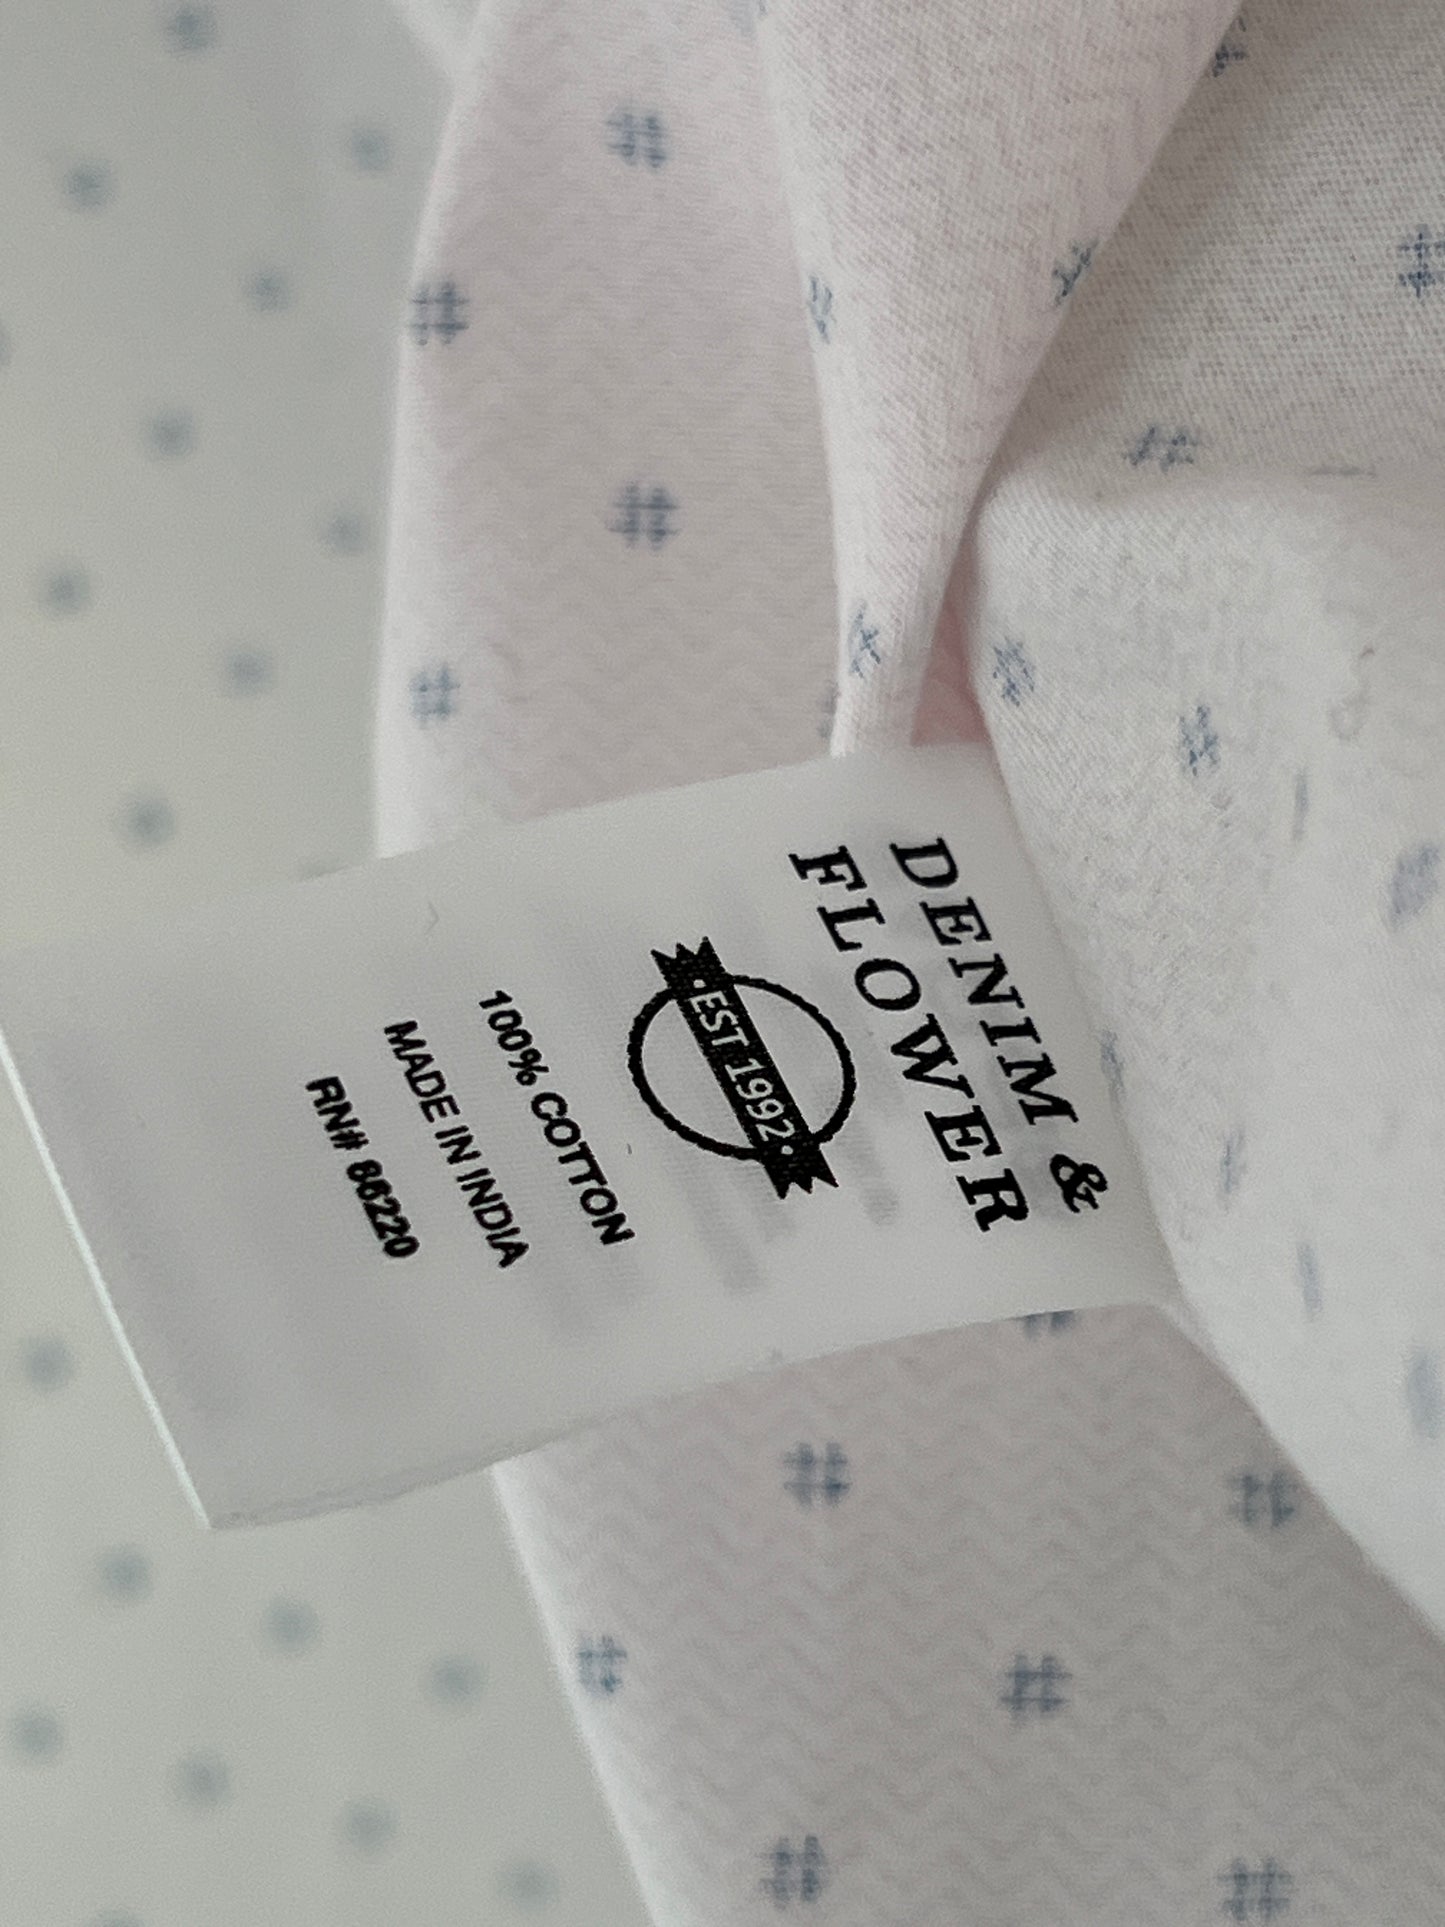 DENIM &
FLOWER
·EST 1992·
100% COTTON
MADE IN INDIA
RN# 86220